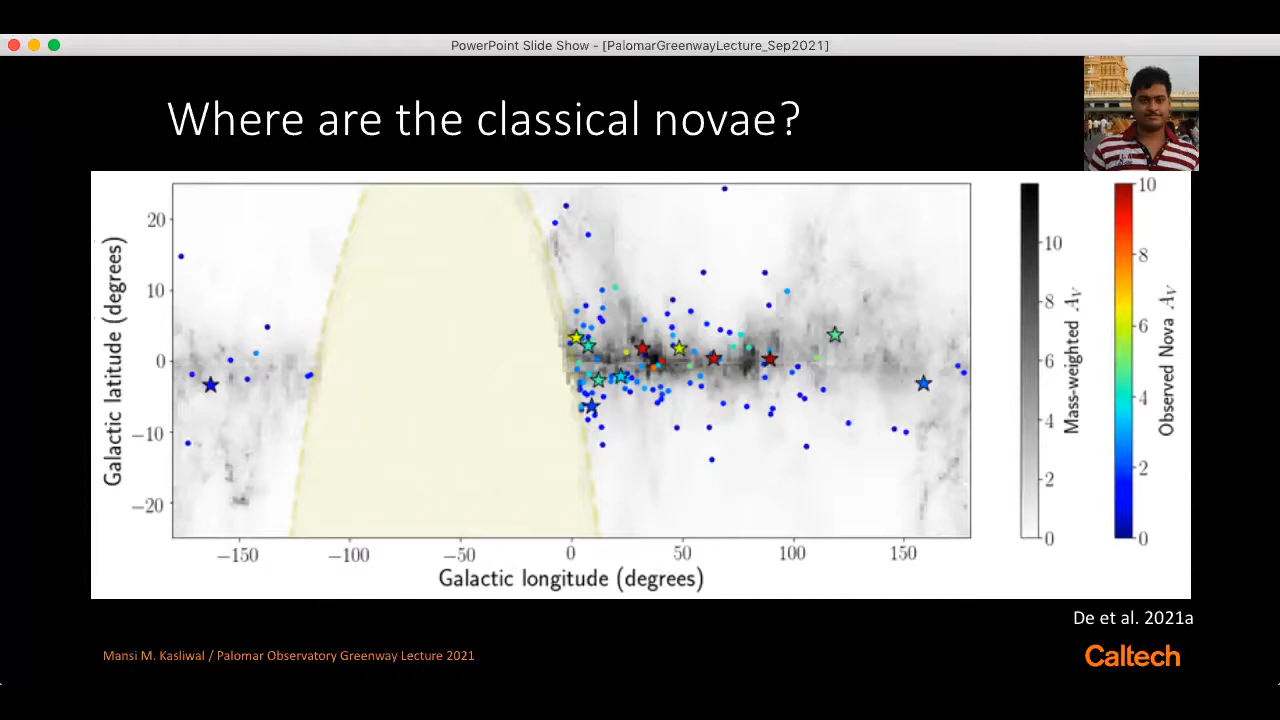 PowerPoint Slide Show - [PalomarGreenwayLecture_Sep2021]
Where are the classical novae?
Galactic latitude (degrees)
20
10
0
−10
−20
−150
−100
−50
0
50
100
150
Galactic longitude (degrees)
10
8
6
4
2
0
Mass-weighted A_V
10
8
6
4
2
0
Observed Nova A_V
De et al. 2021a
Mansi M. Kasliwal / Palomar Observatory Greenway Lecture 2021
Caltech